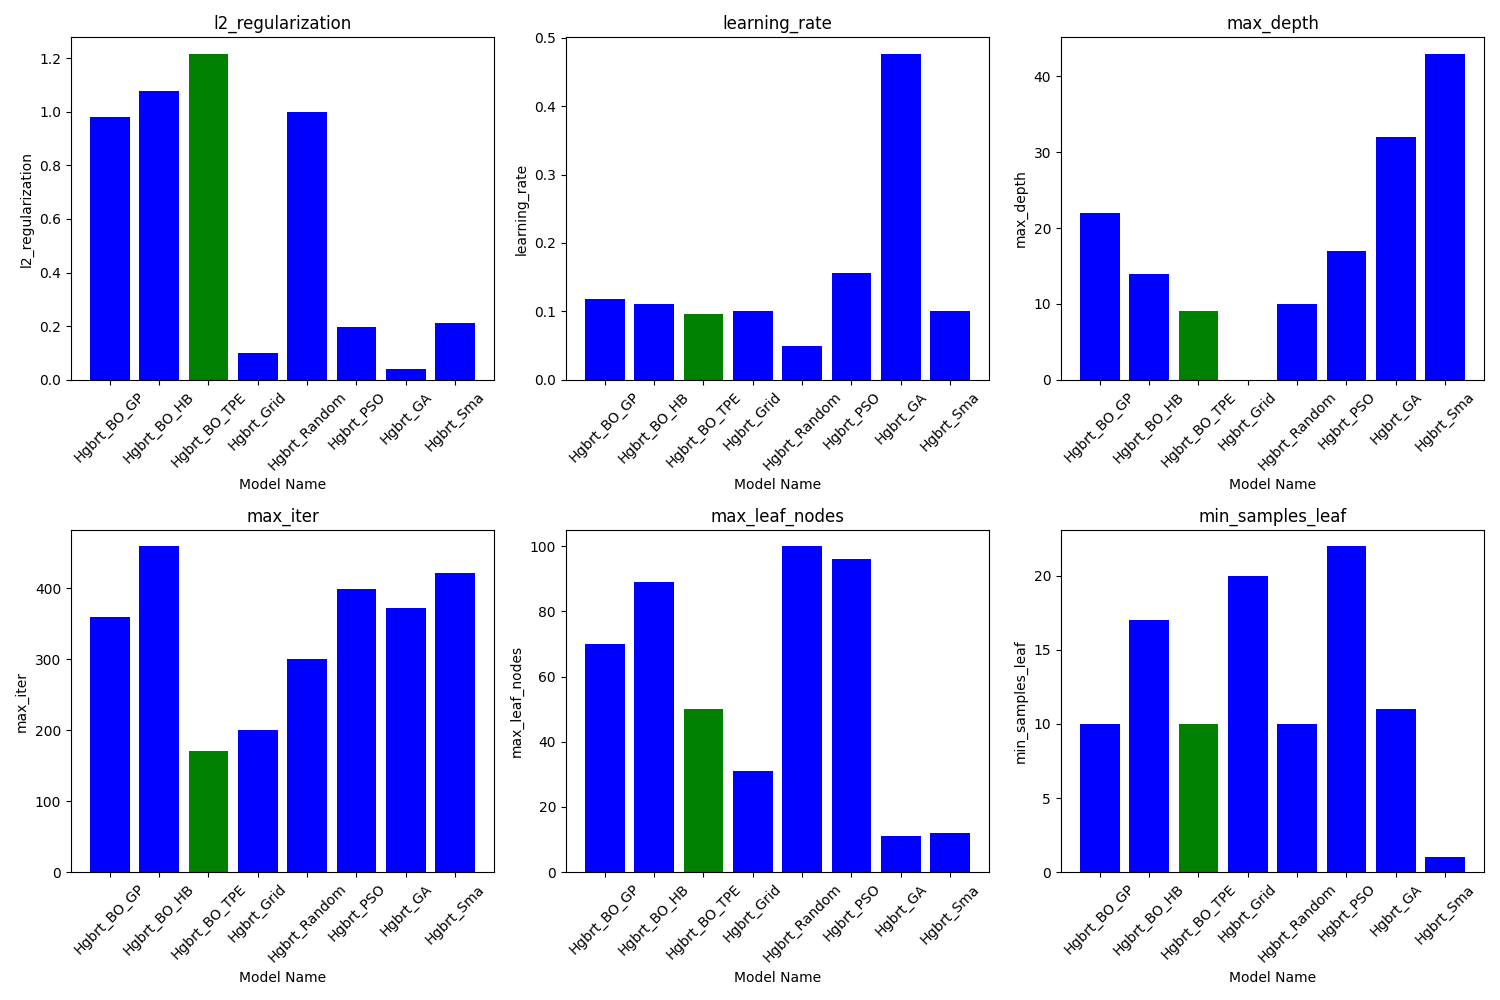 l2_regularization
l2_regularization
1.2
1.0
0.8
0.6
0.4
0.2
0.0
Hgbrt_BO_GP
Hgbrt_BO_HB
Hgbrt_BO_TPE
Hgbrt_Grid
Hgbrt_Random
Hgbrt_PSO
Hgbrt_GA
Hgbrt_Sma
Model Name
learning_rate
learning_rate
0.5
0.4
0.3
0.2
0.1
0.0
Hgbrt_BO_GP
Hgbrt_BO_HB
Hgbrt_BO_TPE
Hgbrt_Grid
Hgbrt_Random
Hgbrt_PSO
Hgbrt_GA
Hgbrt_Sma
Model Name
max_depth
max_depth
40
30
20
10
0
Hgbrt_BO_GP
Hgbrt_BO_HB
Hgbrt_BO_TPE
Hgbrt_Grid
Hgbrt_Random
Hgbrt_PSO
Hgbrt_GA
Hgbrt_Sma
Model Name
max_iter
max_iter
400
300
200
100
0
Hgbrt_BO_GP
Hgbrt_BO_HB
Hgbrt_BO_TPE
Hgbrt_Grid
Hgbrt_Random
Hgbrt_PSO
Hgbrt_GA
Hgbrt_Sma
Model Name
max_leaf_nodes
max_leaf_nodes
100
80
60
40
20
0
Hgbrt_BO_GP
Hgbrt_BO_HB
Hgbrt_BO_TPE
Hgbrt_Grid
Hgbrt_Random
Hgbrt_PSO
Hgbrt_GA
Hgbrt_Sma
Model Name
min_samples_leaf
min_samples_leaf
20
15
10
5
0
Hgbrt_BO_GP
Hgbrt_BO_HB
Hgbrt_BO_TPE
Hgbrt_Grid
Hgbrt_Random
Hgbrt_PSO
Hgbrt_GA
Hgbrt_Sma
Model Name